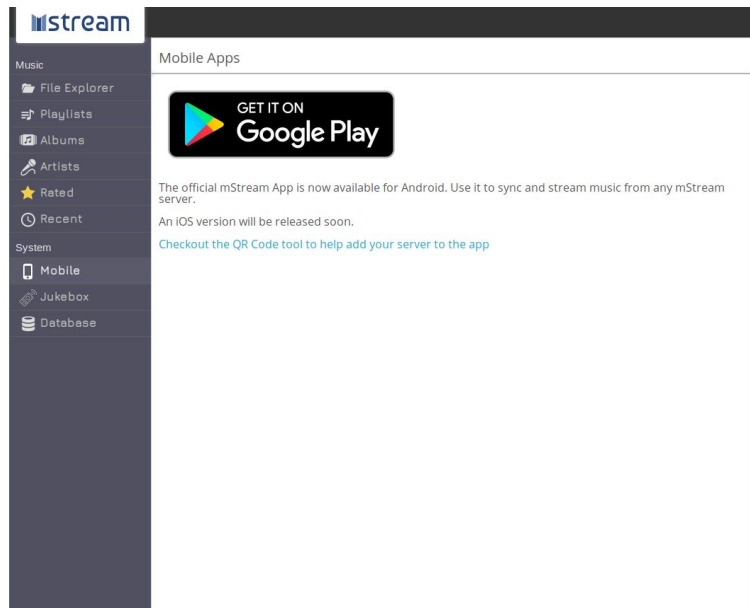 mstream
Music
File Explorer
Playlists
Albums
Artists
Rated
Recent
System
Mobile
Jukebox
Database
Mobile Apps
GET IT ON
Google Play
The official mStream App is now available for Android. Use it to sync and stream music from any mStream
server.
An iOS version will be released soon.
Checkout the QR Code tool to help add your server to the app